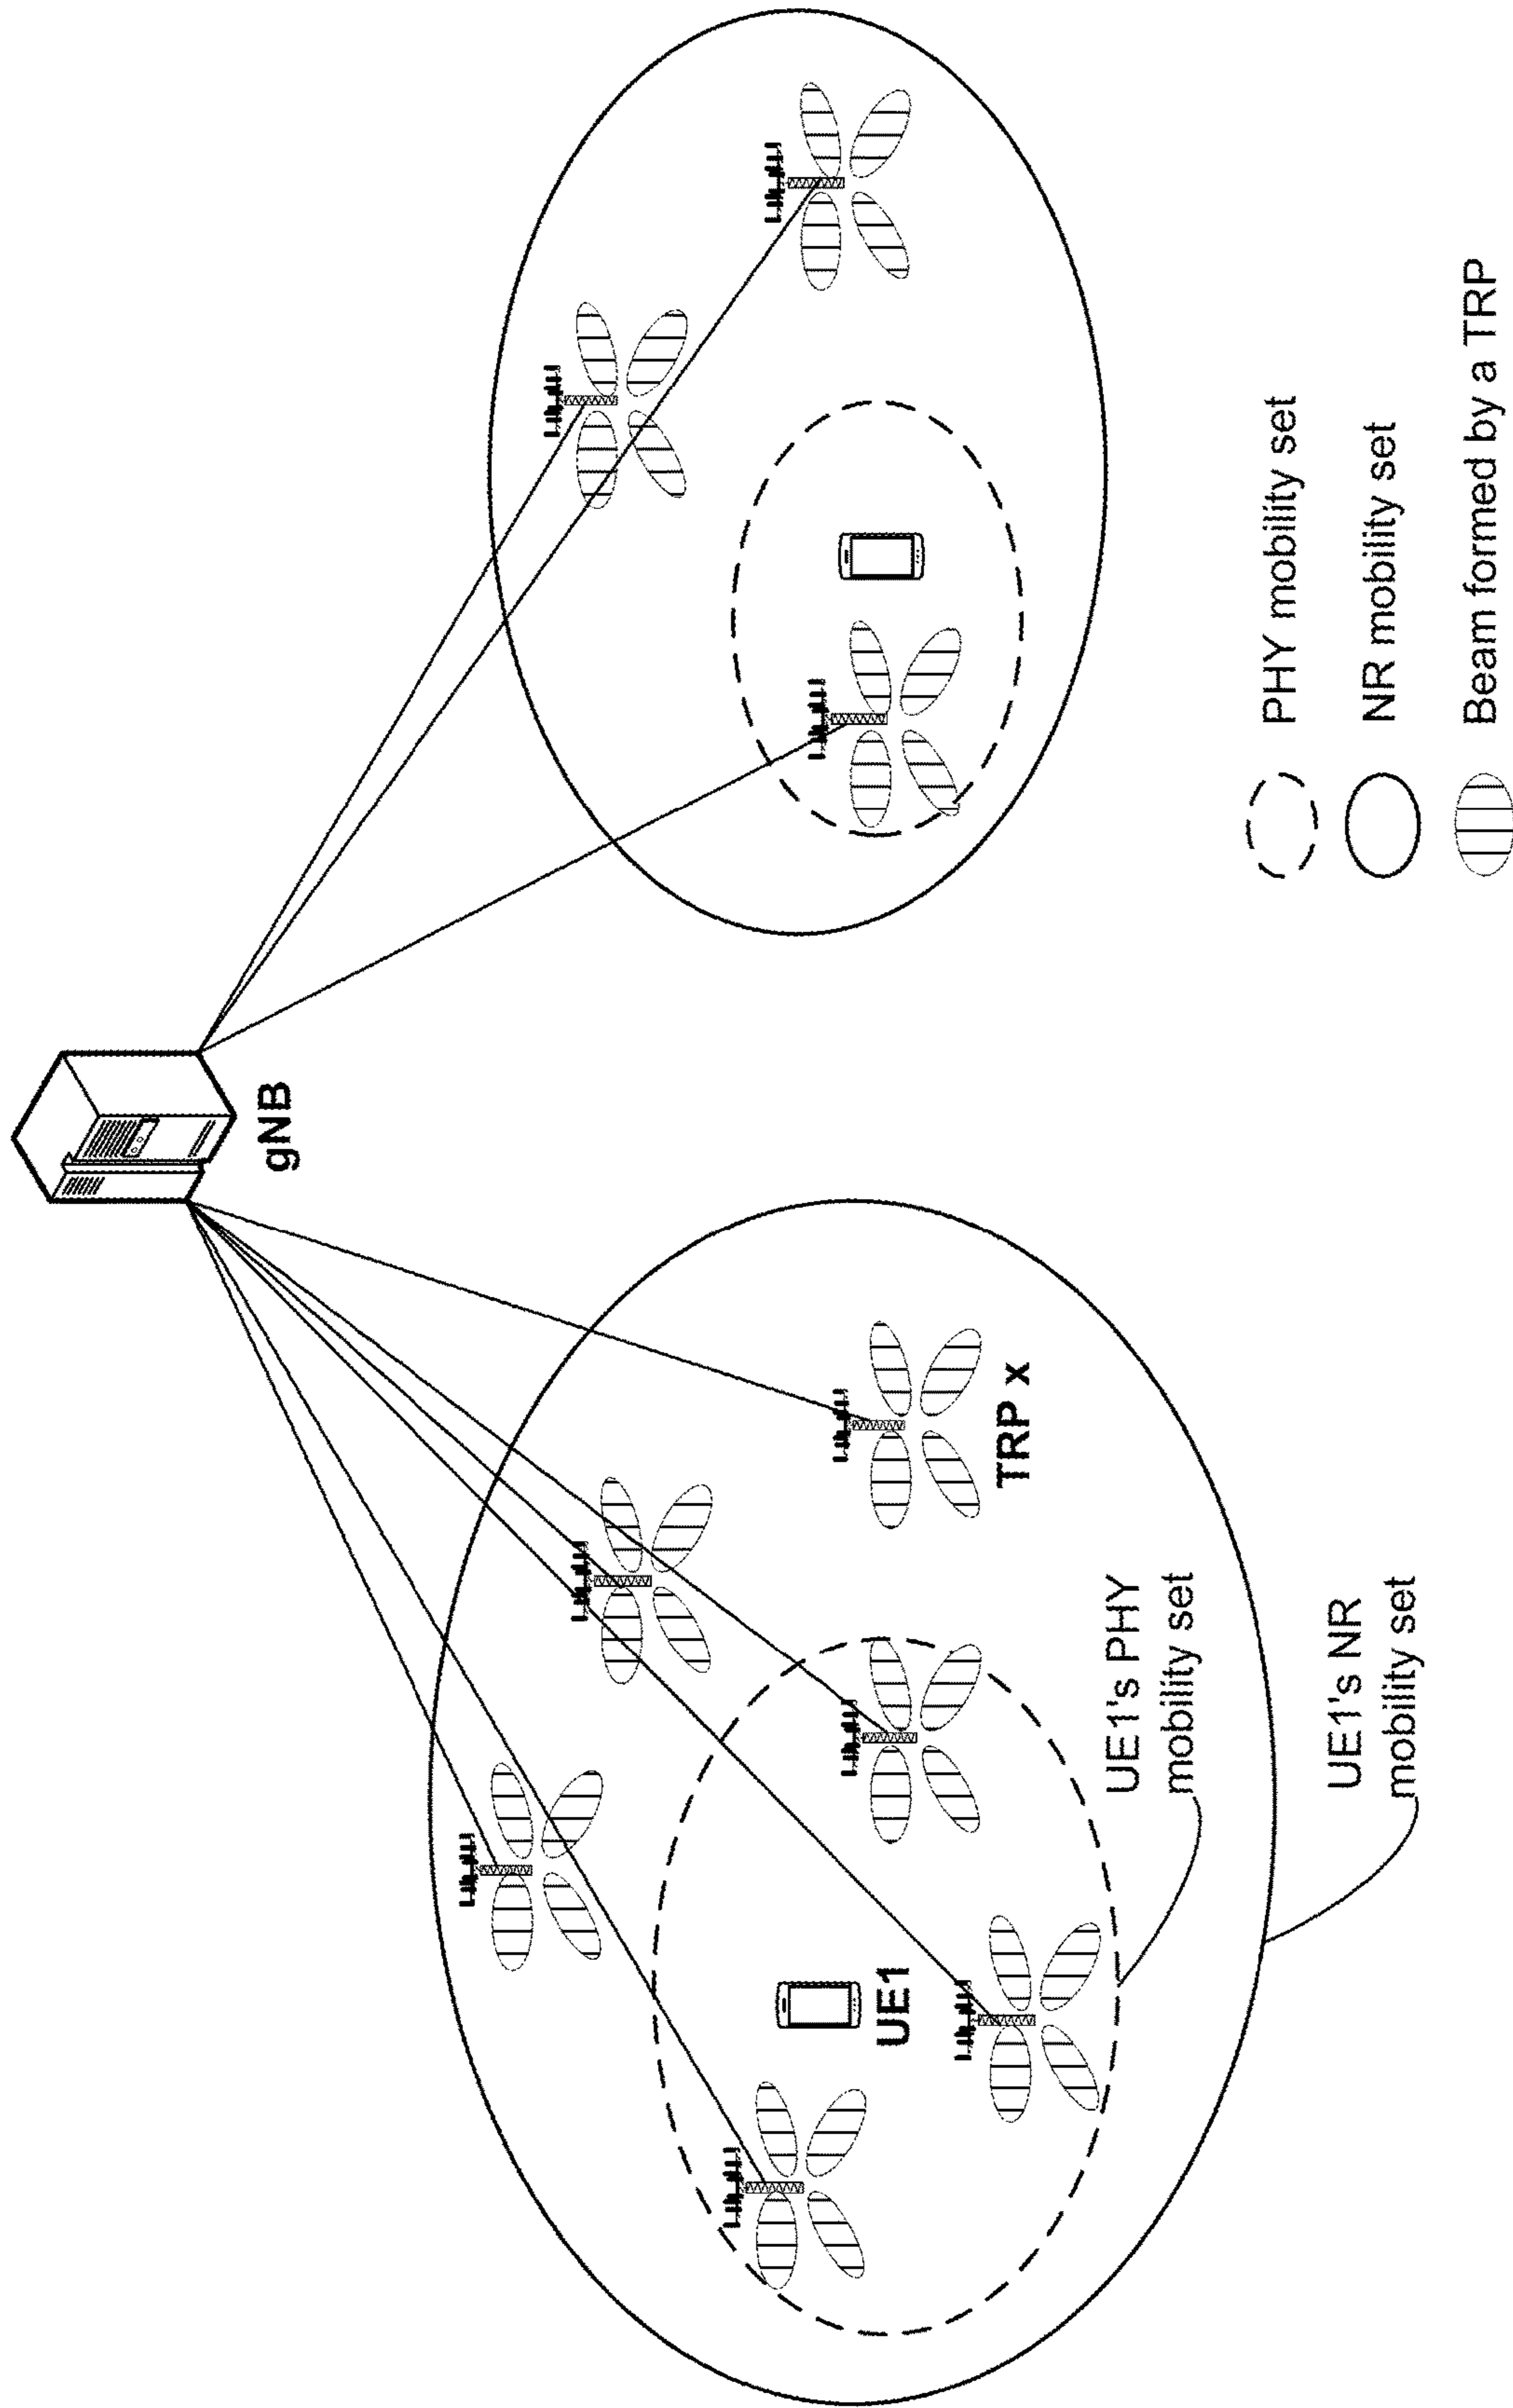 gNB
TRP x
UE1
UE1's PHY
mobility set
UE1's NR
mobility set
PHY mobility set
NR mobility set
Beam formed by a TRP